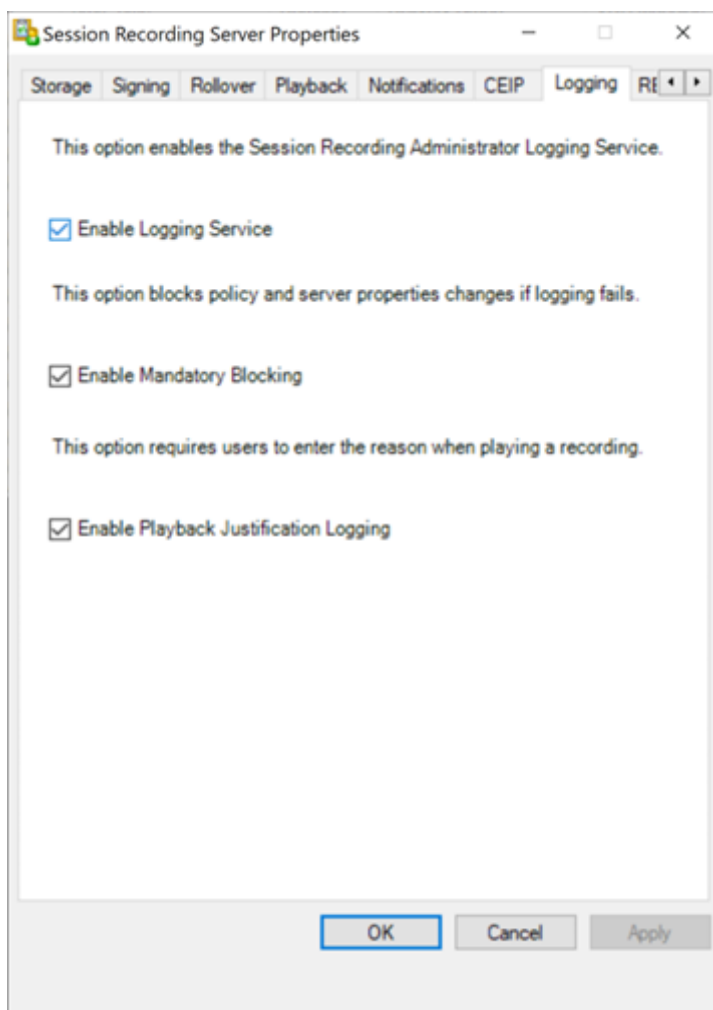 Session Recording Server Properties
Storage Signing Rollover Playback Notifications CEIP Logging
This option enables the Session Recording Administrator Logging Service.
Enable Logging Service
This option blocks policy and server properties changes if logging fails.
Enable Mandatory Blocking
This option requires users to enter the reason when playing a recording.
Enable Playback Justification Logging
OK Cancel Apply